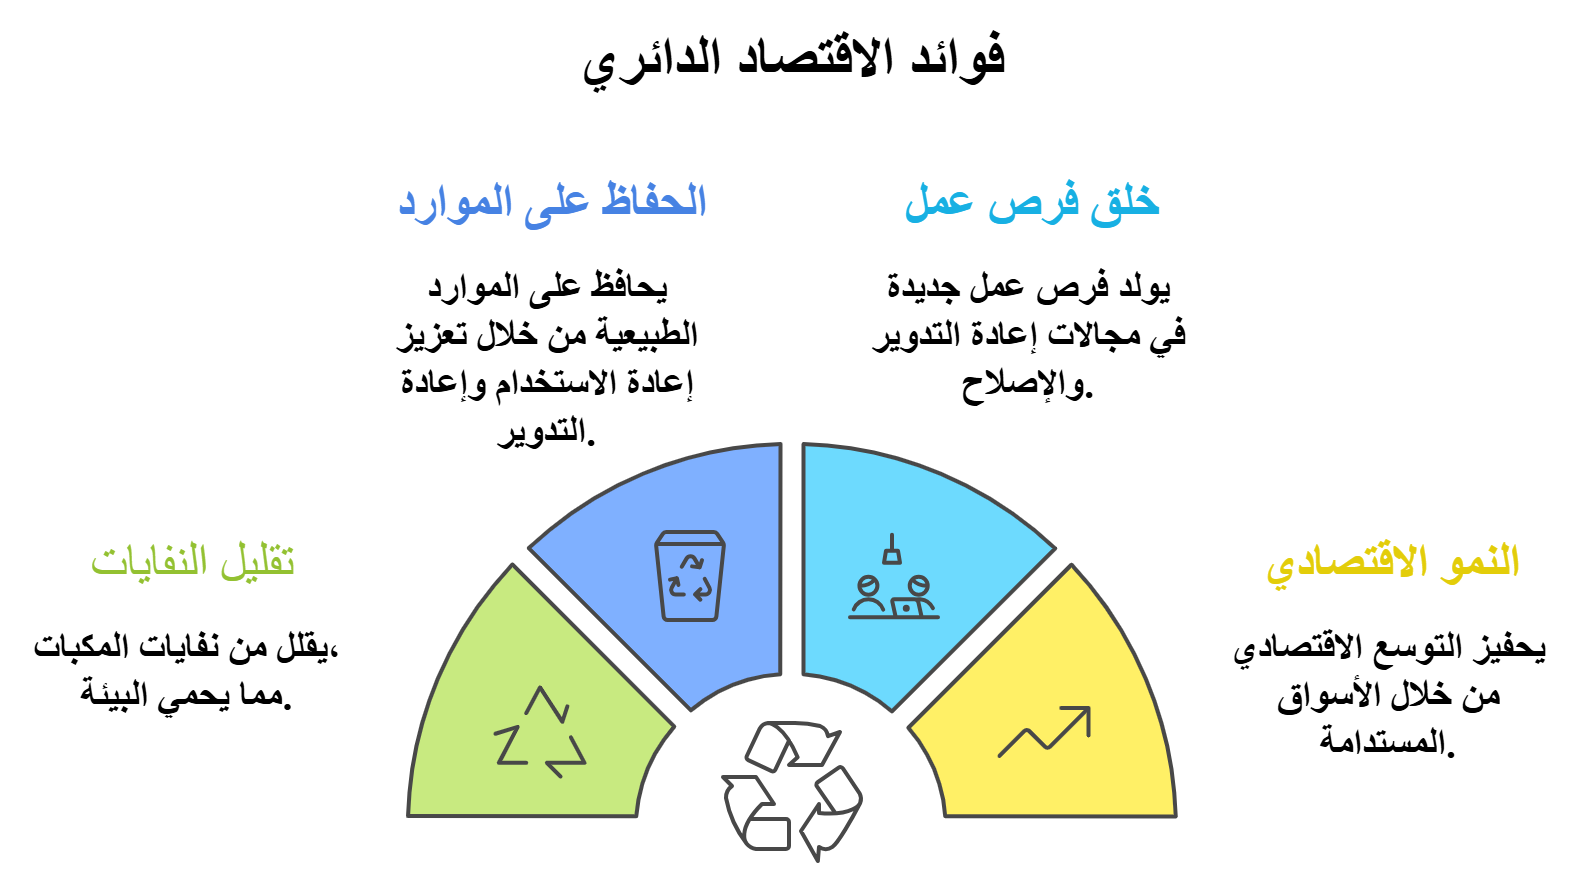 فوائد الاقتصاد الدائري
خلق فرص عمل
يولد فرص عمل جديدة
في مجالات إعادة التدوير
والإصلاح.
الحفاظ على الموارد
يحافظ على الموارد
الطبيعية من خلال تعزيز
إعادة الاستخدام وإعادة
التدوير.
النمو الاقتصادي
يحفيز التوسع الاقتصادي
من خلال الأسواق
المستدامة.
تقليل النفايات
يقلل من نفايات المكبات،
مما يحمي البيئة.